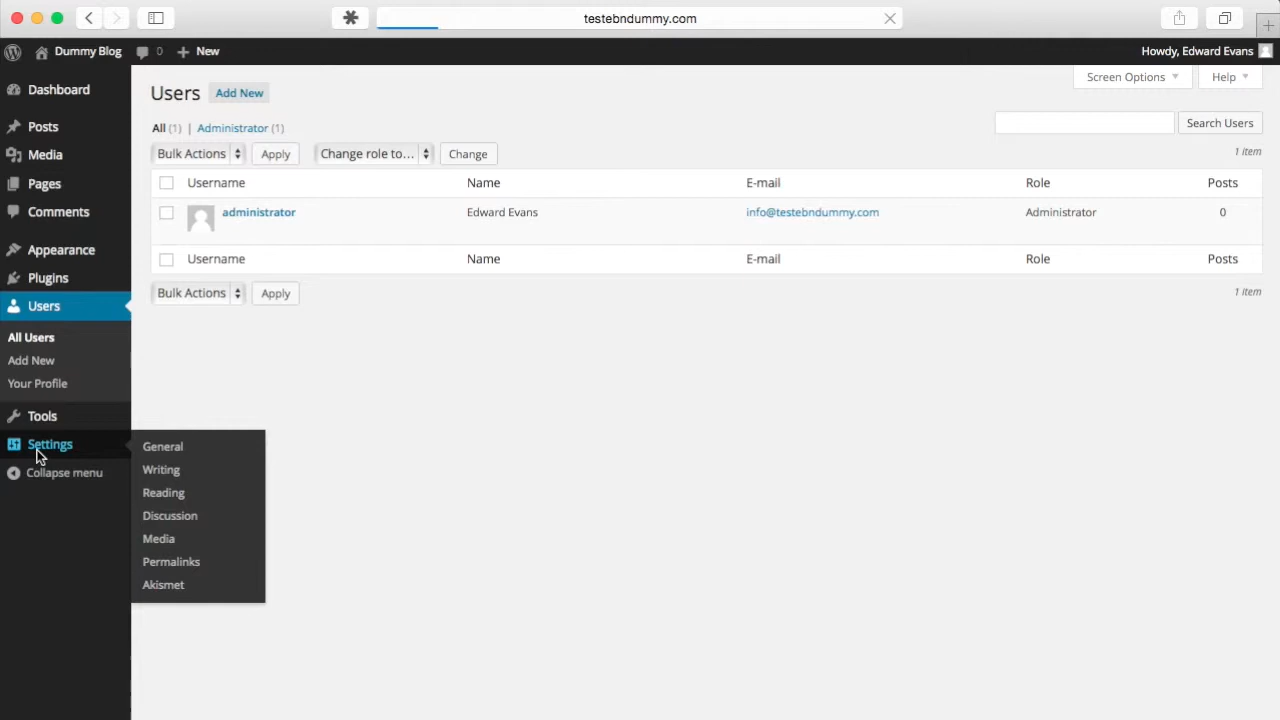 testebndummy.com
Dummy Blog 0 New Howdy, Edward Evans
Dashboard
Posts
Media
Pages
Comments
Appearance
Plugins
Users
All Users
Add New
Your Profile
Tools
Settings
Collapse menu
General
Writing
Reading
Discussion
Media
Permalinks
Akismet
Screen Options Help
Users Add New
All (1) | Administrator (1)
Search Users
Bulk Actions Apply Change role to... Change
1 item
Username Name E-mail Role Posts
administrator Edward Evans info@testebndummy.com Administrator 0
Username Name E-mail Role Posts
Bulk Actions Apply
1 item